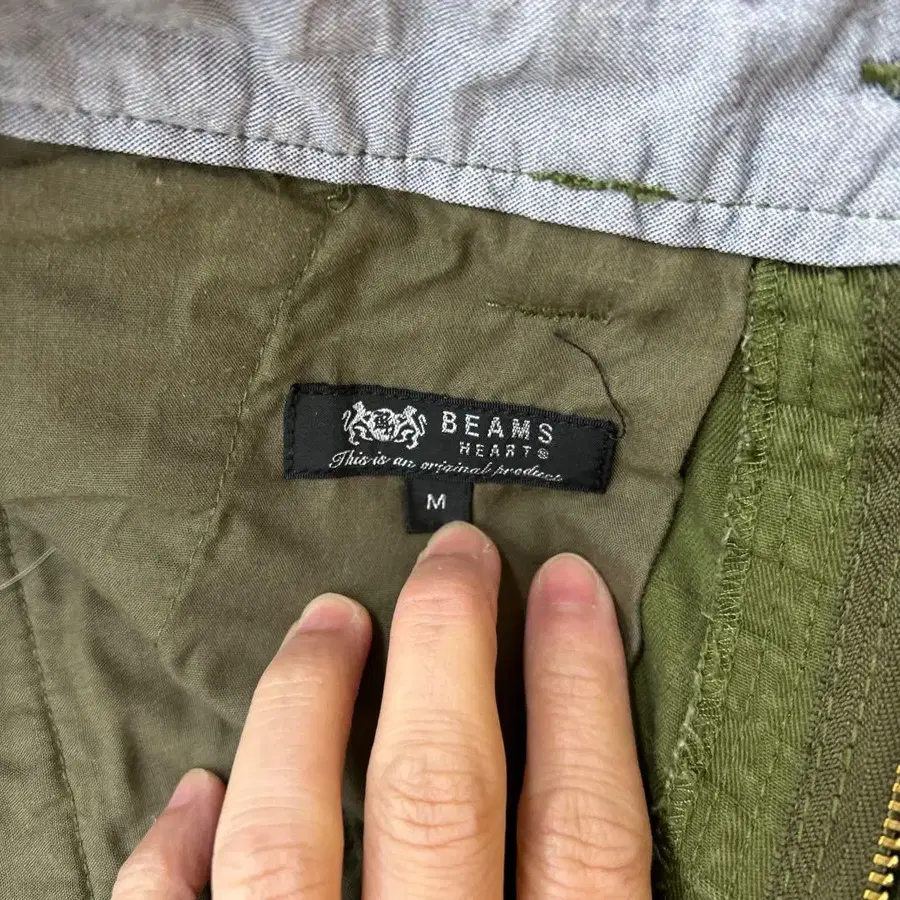 BEAMS
HEART®
This is an original product
M